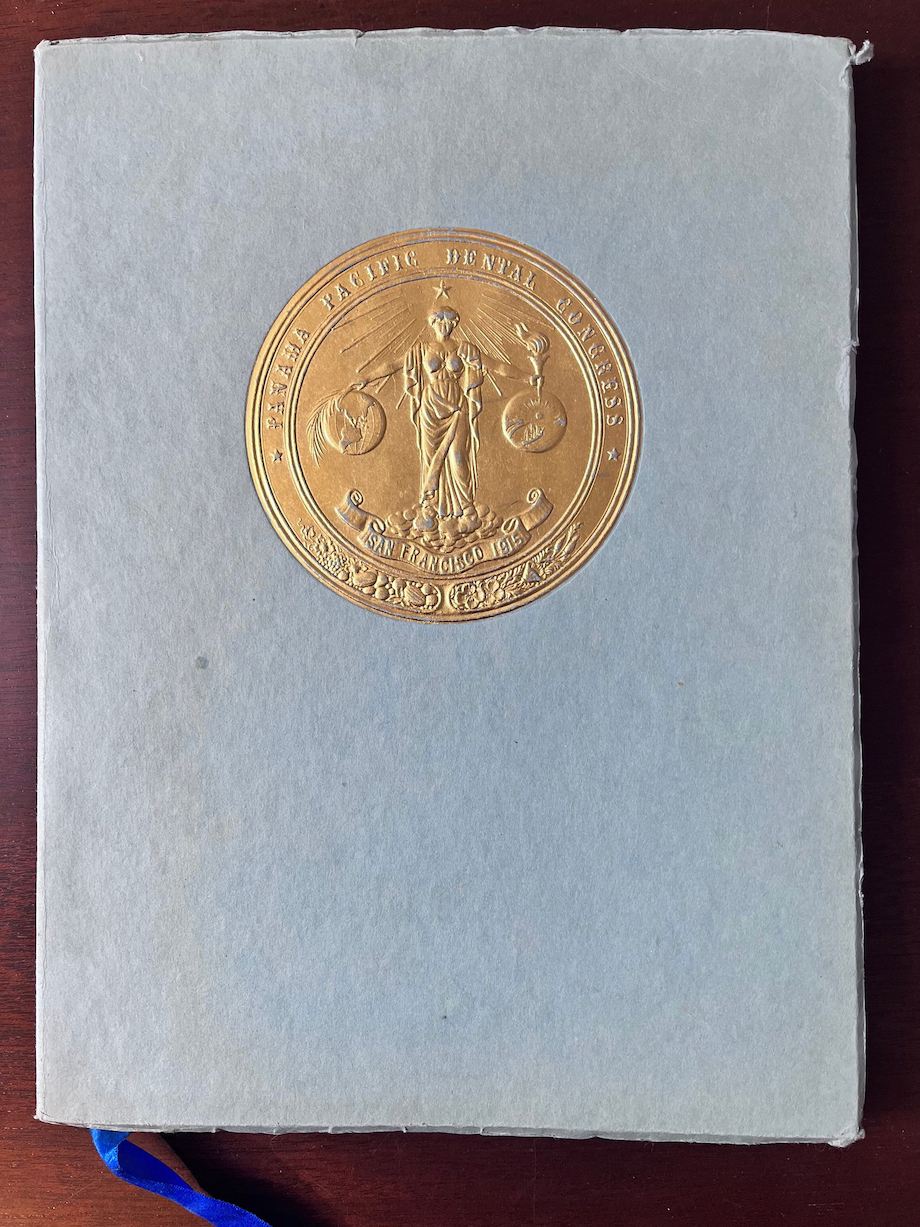 ★ PANAMA PACIFIC DENTAL CONGRESS ★
SAN FRANCISCO 1915